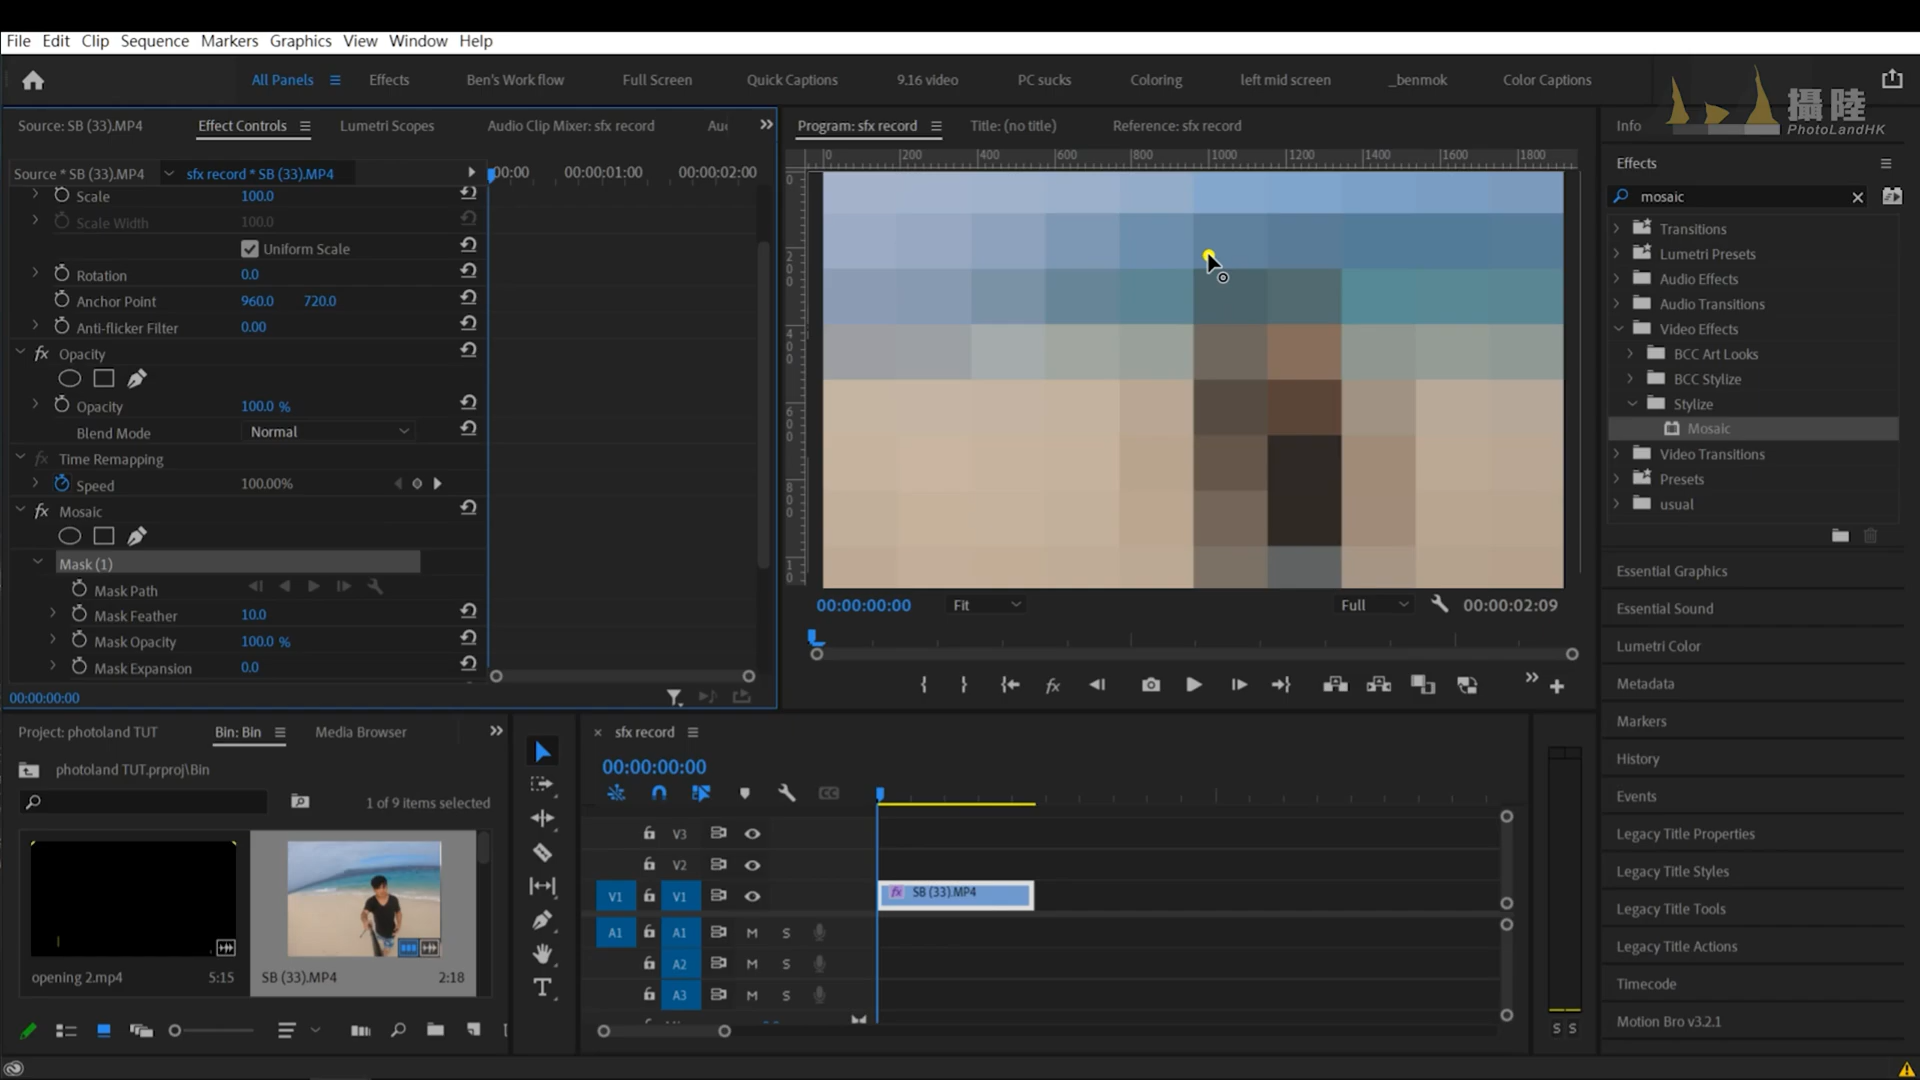 File Edit Clip Sequence Markers Graphics View Window Help
All Panels Effects Ben's Work flow Full Screen Quick Captions 9.16 video PC sucks Coloring left mid screen _benmok Color Captions
攝陸
PhotoLandHK
Source: SB (33).MP4 Effect Controls Lumetri Scopes Audio Clip Mixer: sfx record
Source * SB (33).MP4 sfx record * SB (33).MP4
00:00 00:00:01:00 00:00:02:00
Scale 100.0
Scale Width 100.0
Uniform Scale
Rotation 0.0
Anchor Point 960.0 720.0
Anti-flicker Filter 0.00
fx Opacity
Opacity 100.0 %
Blend Mode Normal
fx Time Remapping
Speed 100.00%
fx Mosaic
Mask (1)
Mask Path
Mask Feather 10.0
Mask Opacity 100.0 %
Mask Expansion 0.0
00:00:00:00
Program: sfx record Title: (no title) Reference: sfx record
0 200 400 600 800 1000 1200 1400 1600 1800
00:00:00:00 Fit Full 00:00:02:09
Info
Effects
mosaic
Transitions
Lumetri Presets
Audio Effects
Audio Transitions
Video Effects
BCC Art Looks
BCC Stylize
Stylize
Mosaic
Video Transitions
Presets
usual
Essential Graphics
Essential Sound
Lumetri Color
Metadata
Markers
History
Events
Legacy Title Properties
Legacy Title Styles
Legacy Title Tools
Legacy Title Actions
Timecode
Motion Bro v3.2.1
Project: photoland TUT Bin: Bin Media Browser
photoland TUT.prproj\Bin
1 of 9 items selected
opening 2.mp4 5:15
SB (33).MP4 2:18
sfx record
00:00:00:00
V3
V2
V1 V1
fx SB (33).MP4
A1 A1 M S
A2 M S
A3 M S
S S